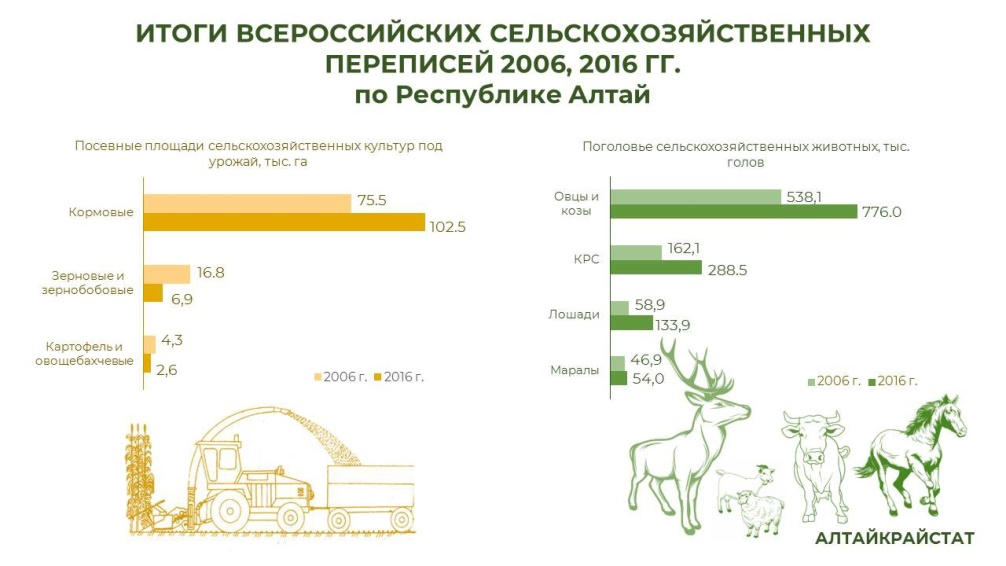 ИТОГИ ВСЕРОССИЙСКИХ СЕЛЬСКОХОЗЯЙСТВЕННЫХ
ПЕРЕПИСЕЙ 2006, 2016 ГГ.
по Республике Алтай
Посевные площади сельскохозяйственных культур под
урожай, тыс. га
Кормовые
75.5
102.5
Зерновые и
зернобобовые
16.8
6,9
Картофель и
овощебахчевые
4,3
2,6
2006 г.
2016 г.
Поголовье сельскохозяйственных животных, тыс.
голов
Овцы и
козы
538,1
776.0
КРС
162,1
288.5
Лошади
58,9
133,9
Маралы
46,9
54,0
2006 г.
2016 г.
АЛТАЙКРАЙСТАТ